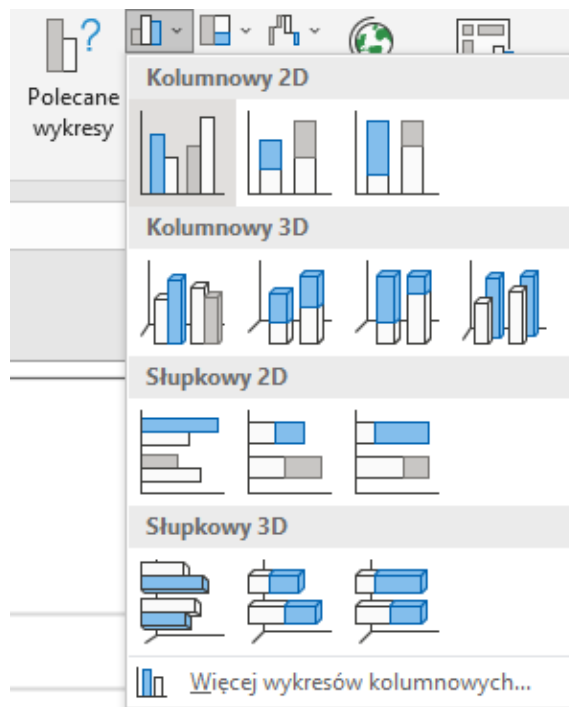 Polecane
wykresy
Kolumnowy 2D
Kolumnowy 3D
Słupkowy 2D
Słupkowy 3D
Więcej wykresów kolumnowych...